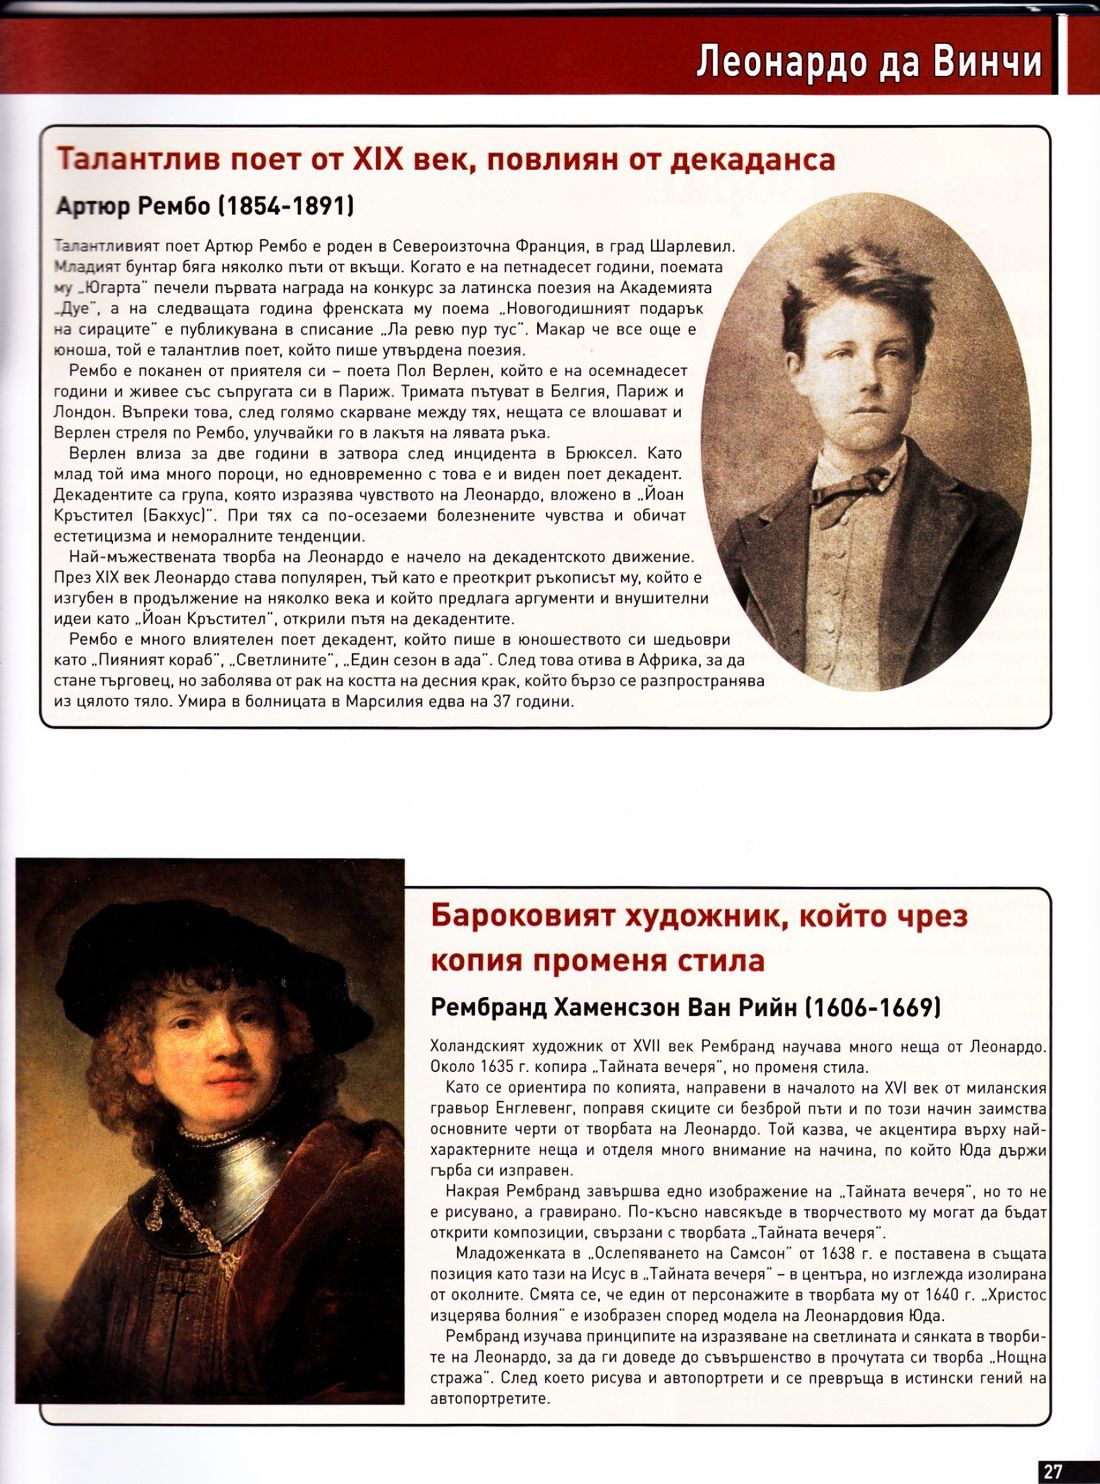 Леонардо да Винчи
Талантлив поет от XIX век, повлиян от декаданса
Артюр Рембо (1854-1891)
Талантливият поет Артюр Рембо е роден в Североизточна Франция, в град Шарлевил.
Младият бунтар бяга няколко пъти от вкъщи. Когато е на петнадесет години, поемата
му „Югарта" печели първата награда на конкурс за латинска поезия на Академията
„Дуе", а на следващата година френската му поема „Новогодишният подарък
на сираците" е публикувана в списание „Ла ревю пур тус". Макар че все още е
юноша, той е талантлив поет, който пише утвърдена поезия.
Рембо е поканен от приятеля си – поета Пол Верлен, който е на осемнадесет
години и живее със съпругата си в Париж. Тримата пътуват в Белгия, Париж и
Лондон. Въпреки това, след голямо скарване между тях, нещата се влошават и
Верлен стреля по Рембо, улучвайки го в лакътя на лявата ръка.
Верлен влиза за две години в затвора след инцидента в Брюксел. Като
млад той има много пороци, но едновременно с това е и виден поет декадент.
Декадентите са група, която изразява чувството на Леонардо, вложено в „Йоан
Кръстител (Бакхус)". При тях са по-осезаеми болезнените чувства и обичат
естетицизма и неморалните тенденции.
Най-мъжествената творба на Леонардо е начело на декадентското движение.
През XIX век Леонардо става популярен, тъй като е преоткрит ръкописът му, който е
изгубен в продължение на няколко века и който предлага аргументи и внушителни
идеи като „Йоан Кръстител", открили пътя на декадентите.
Рембо е много влиятелен поет декадент, който пише в юношеството си шедьоври
като „Пияният кораб", „Светлините", „Един сезон в ада". След това отива в Африка, за да
стане търговец, но заболява от рак на костта на десния крак, който бързо се разпространява
из цялото тяло. Умира в болницата в Марсилия едва на 37 години.
Бароковият художник, който чрез
копия променя стила
Рембранд Хаменсзон Ван Рийн (1606-1669)
Холандският художник от XVII век Рембранд научава много неща от Леонардо.
Около 1635 г. копира „Тайната вечеря", но променя стила.
Като се ориентира по копията, направени в началото на XVI век от миланския
гравьор Енглевенг, поправя скиците си безброй пъти и по този начин заимства
основните черти от творбата на Леонардо. Той казва, че акцентира върху най-
характерните неща и отделя много внимание на начина, по който Юда държи
гърба си изправен.
Накрая Рембранд завършва едно изображение на „Тайната вечеря", но то не
е рисувано, а гравирано. По-късно навсякъде в творчеството му могат да бъдат
открити композиции, свързани с творбата „Тайната вечеря".
Младоженката в „Ослепяването на Самсон" от 1638 г. е поставена в същата
позиция като тази на Исус в „Тайната вечеря" – в центъра, но изглежда изолирана
от околните. Смята се, че един от персонажите в творбата му от 1640 г. „Христос
изцерява болния" е изобразен според модела на Леонардовия Юда.
Рембранд изучава принципите на изразяване на светлината и сянката в творби-
те на Леонардо, за да ги доведе до съвършенство в прочутата си творба „Нощна
стража". След което рисува и автопортрети и се превръща в истински гений на
автопортретите.
27